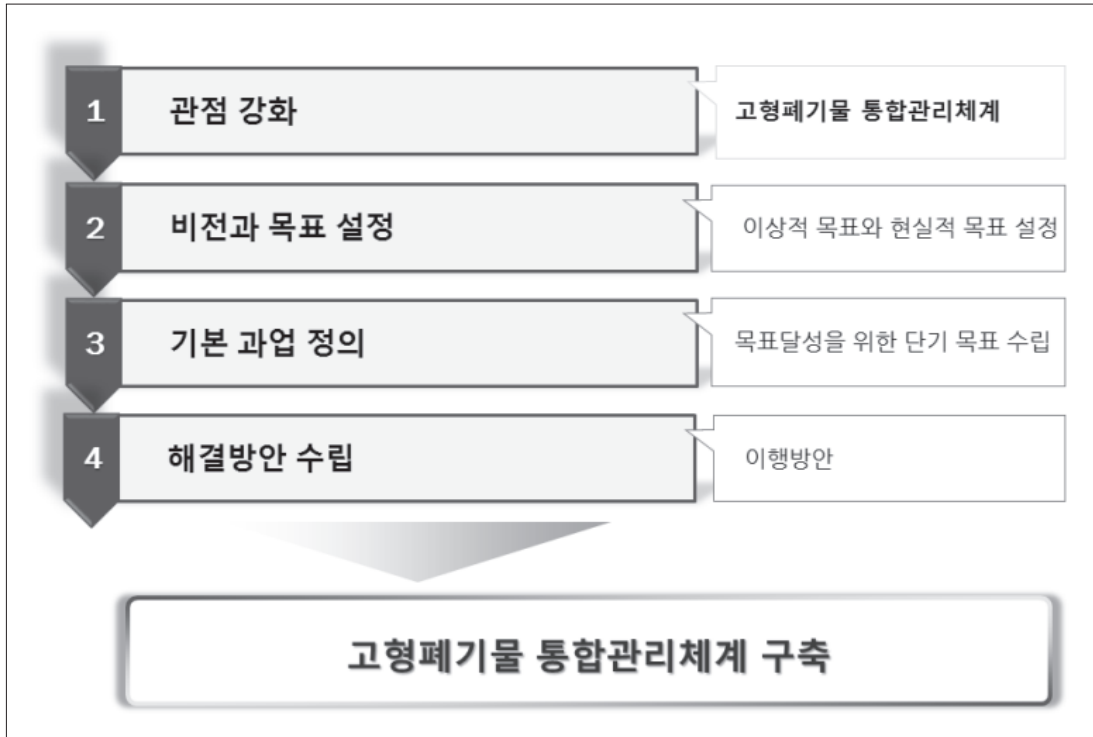 1 관점 강화 고형폐기물 통합관리체계
2 비전과 목표 설정 이상적 목표와 현실적 목표 설정
3 기본 과업 정의 목표달성을 위한 단기 목표 수립
4 해결방안 수립 이행방안
고형폐기물 통합관리체계 구축